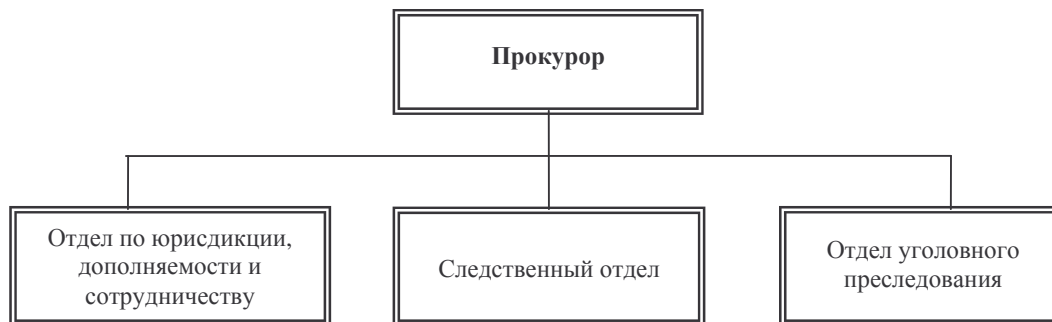 Прокурор
Отдел по юрисдикции,
дополняемости и
сотрудничеству
Следственный отдел
Отдел уголовного
преследования